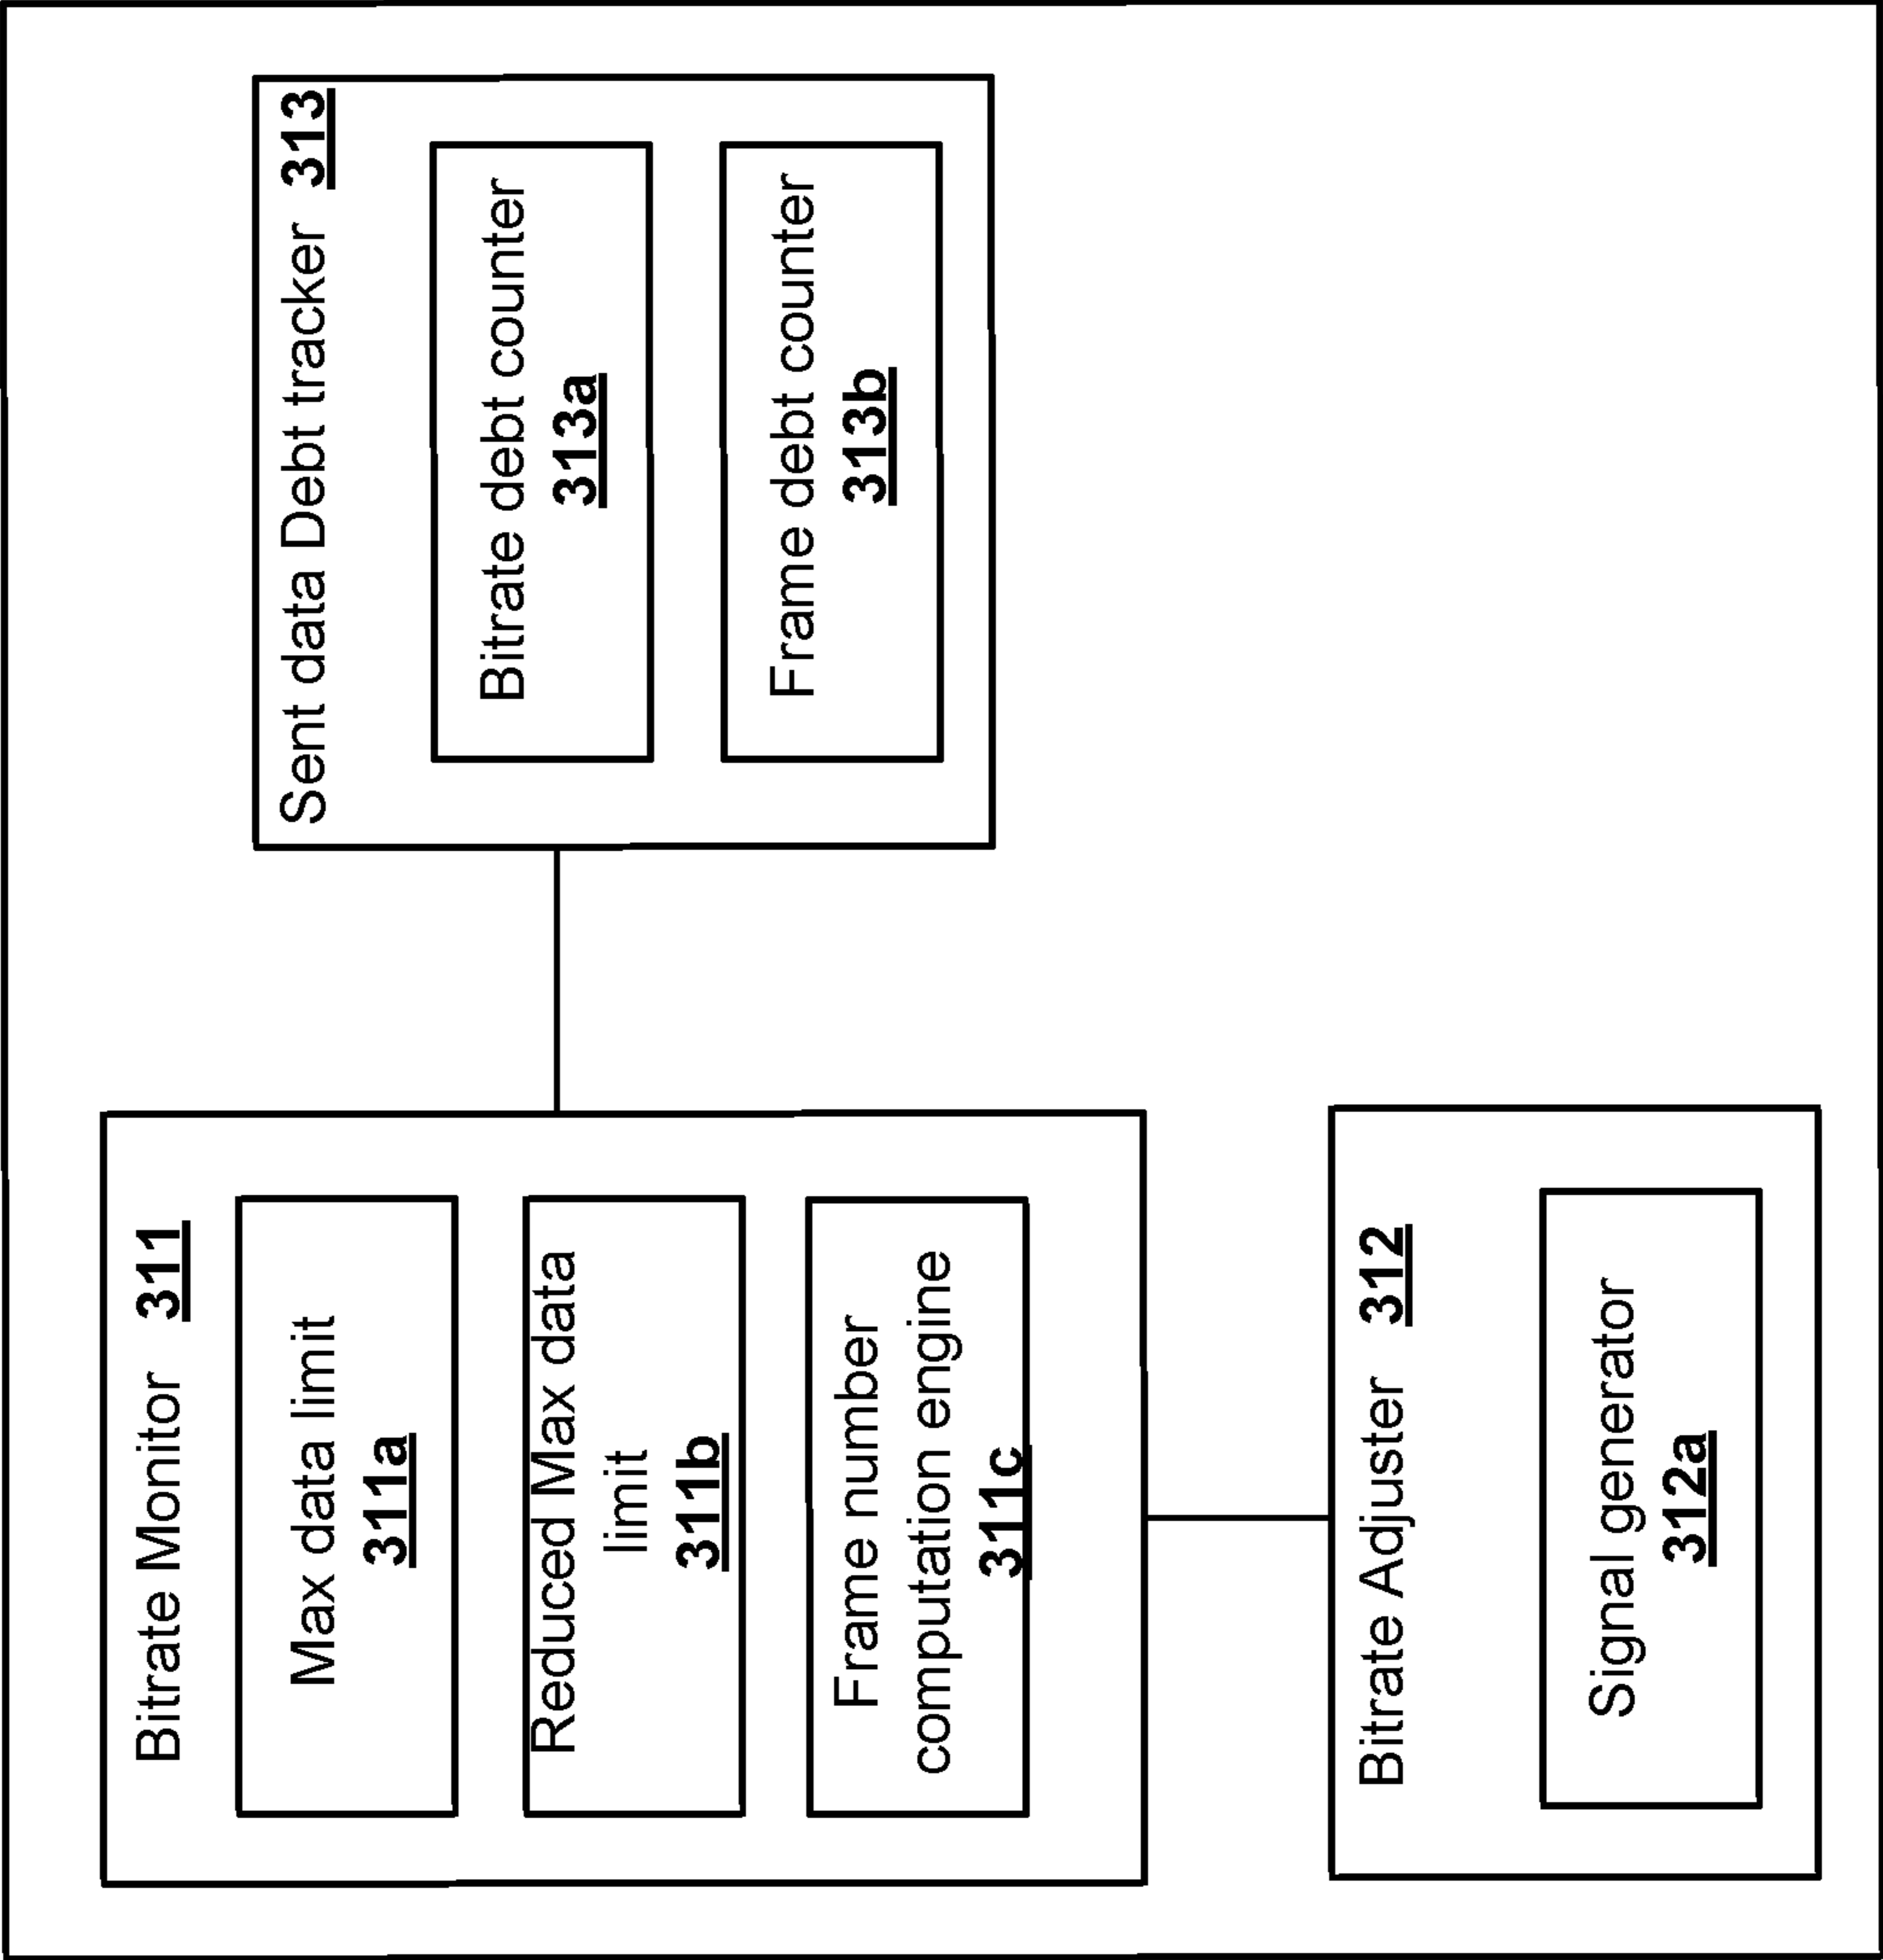 Bitrate Monitor 311
Max data limit
311a
Reduced Max data
limit
311b
Frame number
computation engine
311c
Sent data Debt tracker 313
Bitrate debt counter
313a
Frame debt counter
313b
Bitrate Adjuster 312
Signal generator
312a